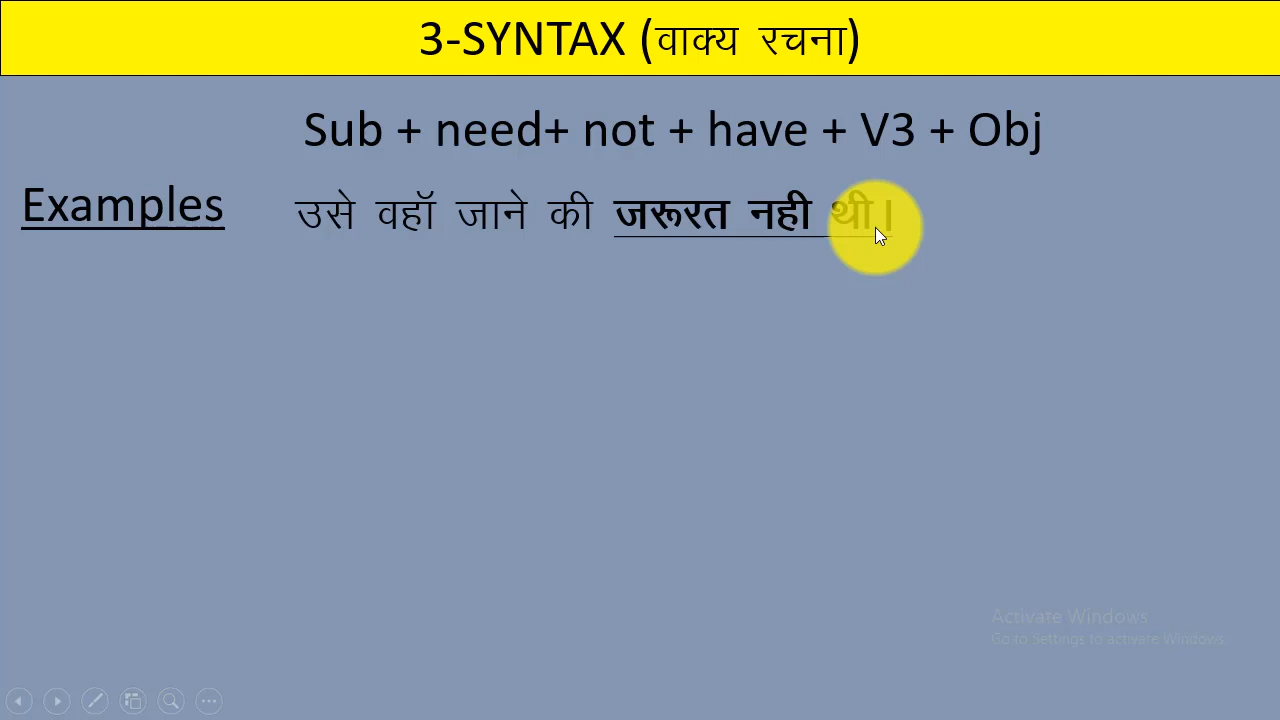 3-SYNTAX (वाक्य रचना)
Sub + need+ not + have + V3 + Obj
Examples उसे वहॉ जाने की जरूरत नही थी।
Activate Windows
Go to Settings to activate Windows.